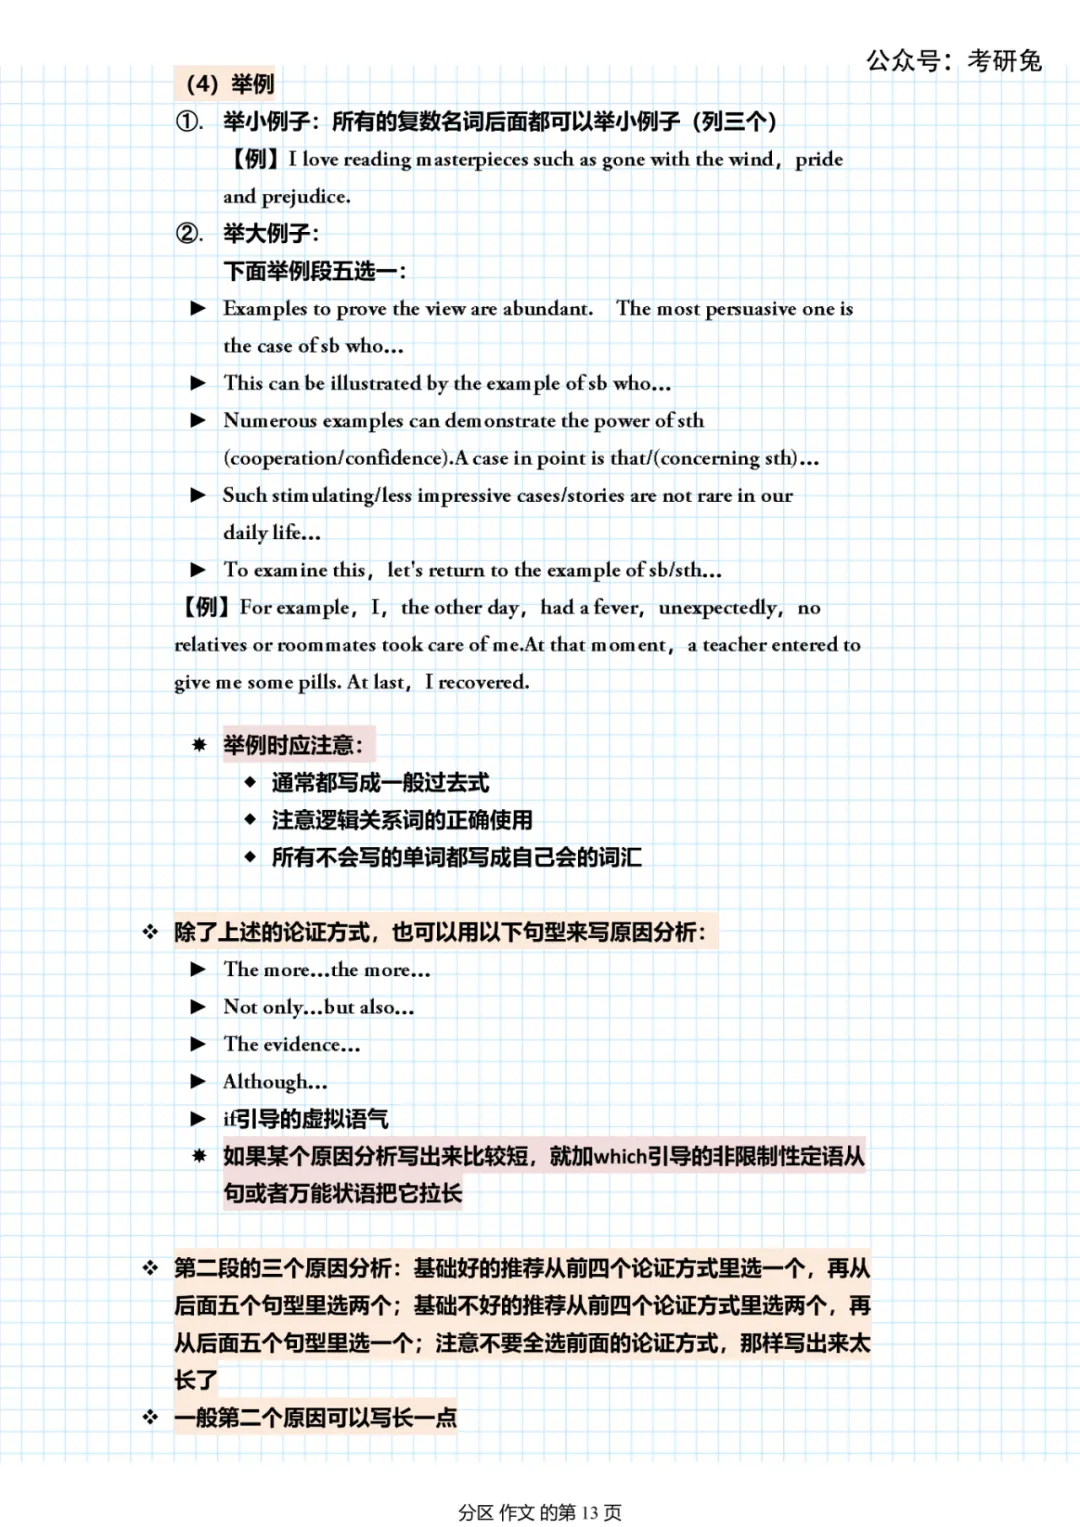 公众号：考研兔
（4）举例
①. 举小例子：所有的复数名词后面都可以举小例子（列三个）
【例】I love reading masterpieces such as gone with the wind，pride
and prejudice.
②. 举大例子：
下面举例段五选一：
► Examples to prove the view are abundant. The most persuasive one is
the case of sb who...
► This can be illustrated by the example of sb who...
► Numerous examples can demonstrate the power of sth
(cooperation/confidence).A case in point is that/(concerning sth)...
► Such stimulating/less impressive cases/stories are not rare in our
daily life...
► To examine this，let's return to the example of sb/sth...
【例】For example，I，the other day，had a fever，unexpectedly，no
relatives or roommates took care of me.At that moment，a teacher entered to
give me some pills. At last，I recovered.
✸ 举例时应注意：
◆ 通常都写成一般过去式
◆ 注意逻辑关系词的正确使用
◆ 所有不会写的单词都写成自己会的词汇
❖ 除了上述的论证方式，也可以用以下句型来写原因分析：
► The more...the more...
► Not only...but also...
► The evidence...
► Although...
► if引导的虚拟语气
✸ 如果某个原因分析写出来比较短，就加which引导的非限制性定语从
句或者万能状语把它拉长
❖ 第二段的三个原因分析：基础好的推荐从前四个论证方式里选一个，再从
后面五个句型里选两个；基础不好的推荐从前四个论证方式里选两个，再
从后面五个句型里选一个；注意不要全选前面的论证方式，那样写出来太
长了
❖ 一般第二个原因可以写长一点
分区 作文 的第 13 页